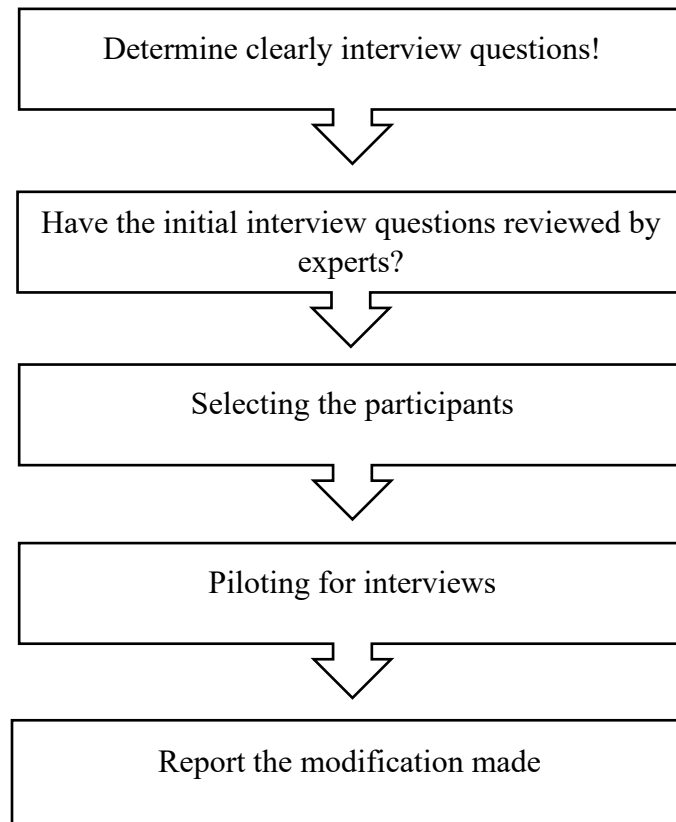 Determine clearly interview questions!
Have the initial interview questions reviewed by
experts?
Selecting the participants
Piloting for interviews
Report the modification made